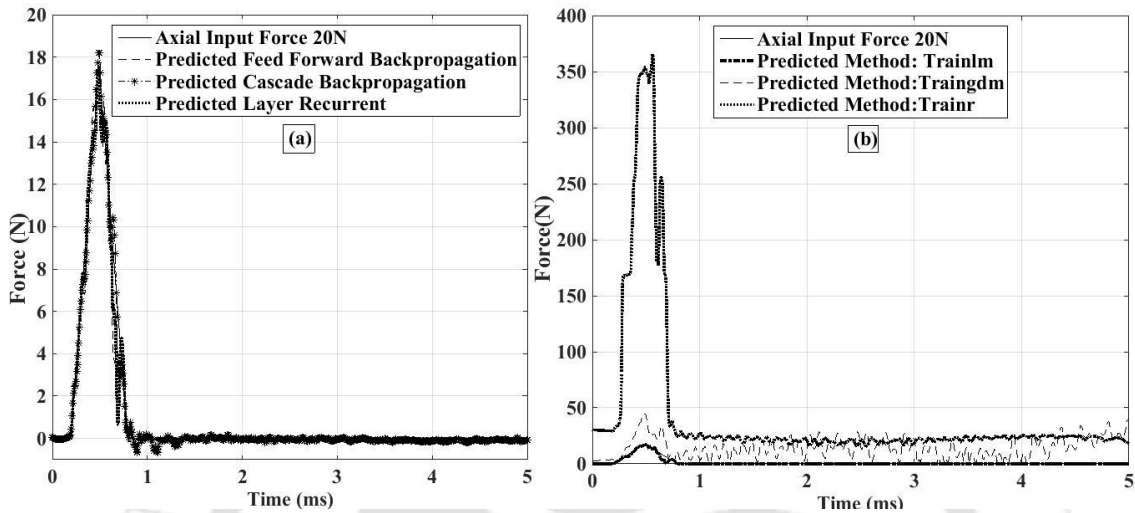 20
18
16
14
12
10
8
6
4
2
0
Force (N)
Axial Input Force 20N
Predicted Feed Forward Backpropagation
Predicted Cascade Backpropagation
Predicted Layer Recurrent
(a)
0 1 2 3 4 5
Time (ms)
400
350
300
250
200
150
100
50
0
Force(N)
Axial Input Force 20N
Predicted Method: Trainlm
Predicted Method:Traingdm
Predicted Method:Trainr
(b)
0 1 2 3 4 5
Time (ms)